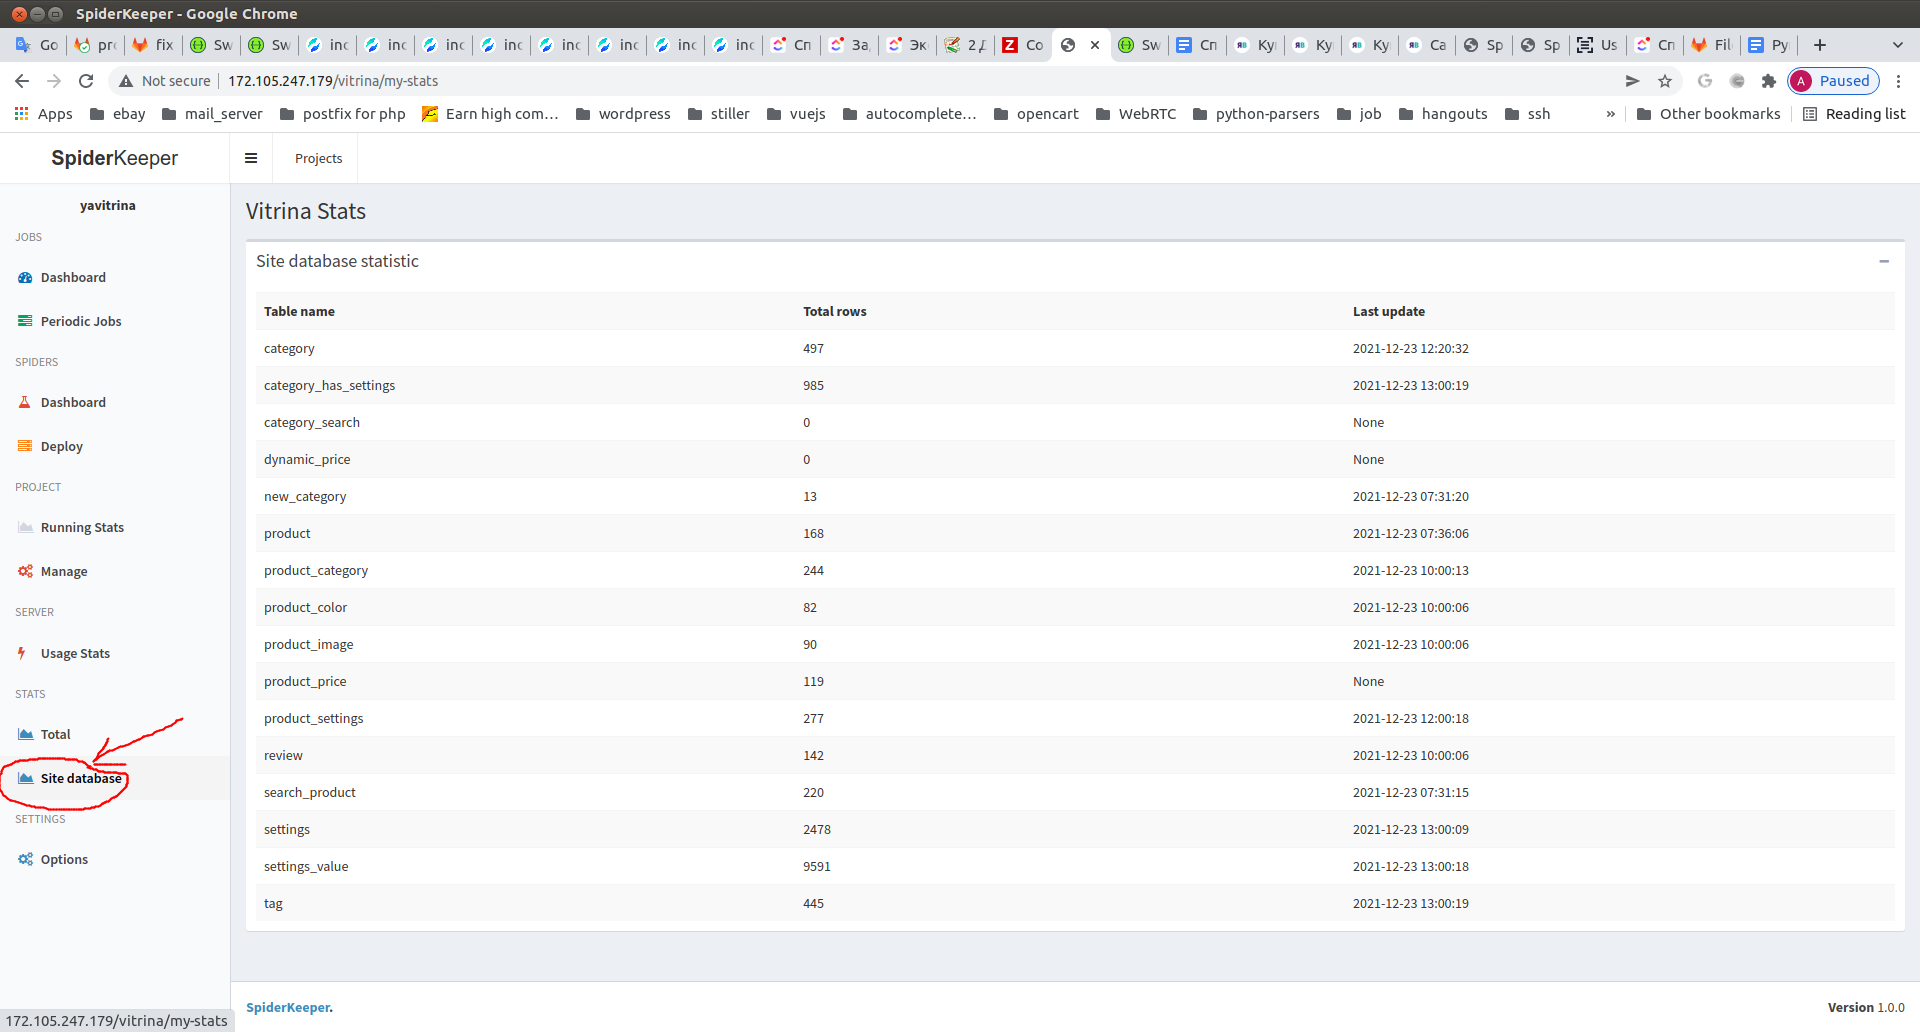 SpiderKeeper - Google Chrome
Go pr fix Sw Sw inc inc inc inc inc inc inc inc Сп За Эк 2 Д Co Sw Сп Ку Ку Ку Са Sp Sp Us Сп Fil Py
Not secure 172.105.247.179/vitrina/my-stats A Paused
Apps ebay mail_server postfix for php Earn high com... wordpress stiller vuejs autocomplete... opencart WebRTC python-parsers job hangouts ssh » Other bookmarks Reading list
SpiderKeeper Projects
yavitrina
JOBS
Dashboard
Periodic Jobs
SPIDERS
Dashboard
Deploy
PROJECT
Running Stats
Manage
SERVER
Usage Stats
STATS
Total
Site database
SETTINGS
Options
Vitrina Stats
Site database statistic
Table name Total rows Last update
category 497 2021-12-23 12:20:32
category_has_settings 985 2021-12-23 13:00:19
category_search 0 None
dynamic_price 0 None
new_category 13 2021-12-23 07:31:20
product 168 2021-12-23 07:36:06
product_category 244 2021-12-23 10:00:13
product_color 82 2021-12-23 10:00:06
product_image 90 2021-12-23 10:00:06
product_price 119 None
product_settings 277 2021-12-23 12:00:18
review 142 2021-12-23 10:00:06
search_product 220 2021-12-23 07:31:15
settings 2478 2021-12-23 13:00:09
settings_value 9591 2021-12-23 13:00:18
tag 445 2021-12-23 13:00:19
SpiderKeeper. Version 1.0.0
172.105.247.179/vitrina/my-stats